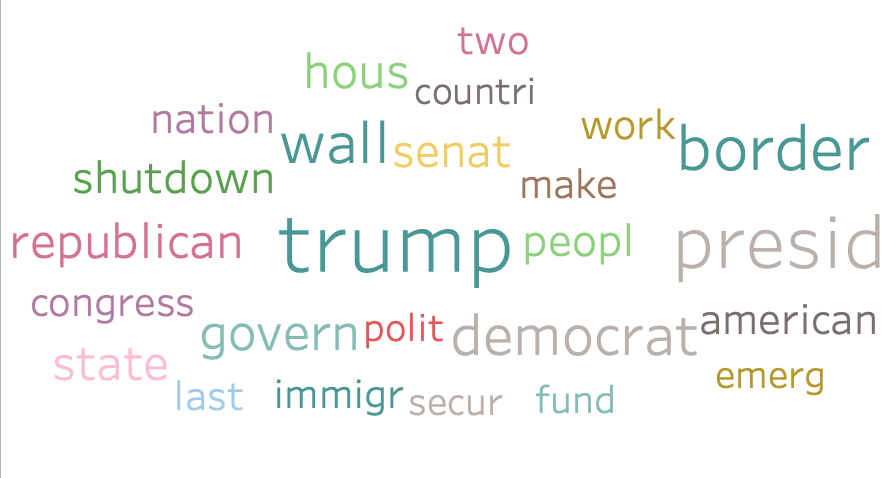 two
hous
countri
nation
work
wall
senat
border
shutdown
make
republican
trump
peopl
presid
congress
govern
polit
democrat
american
state
emerg
last
immigr
secur
fund